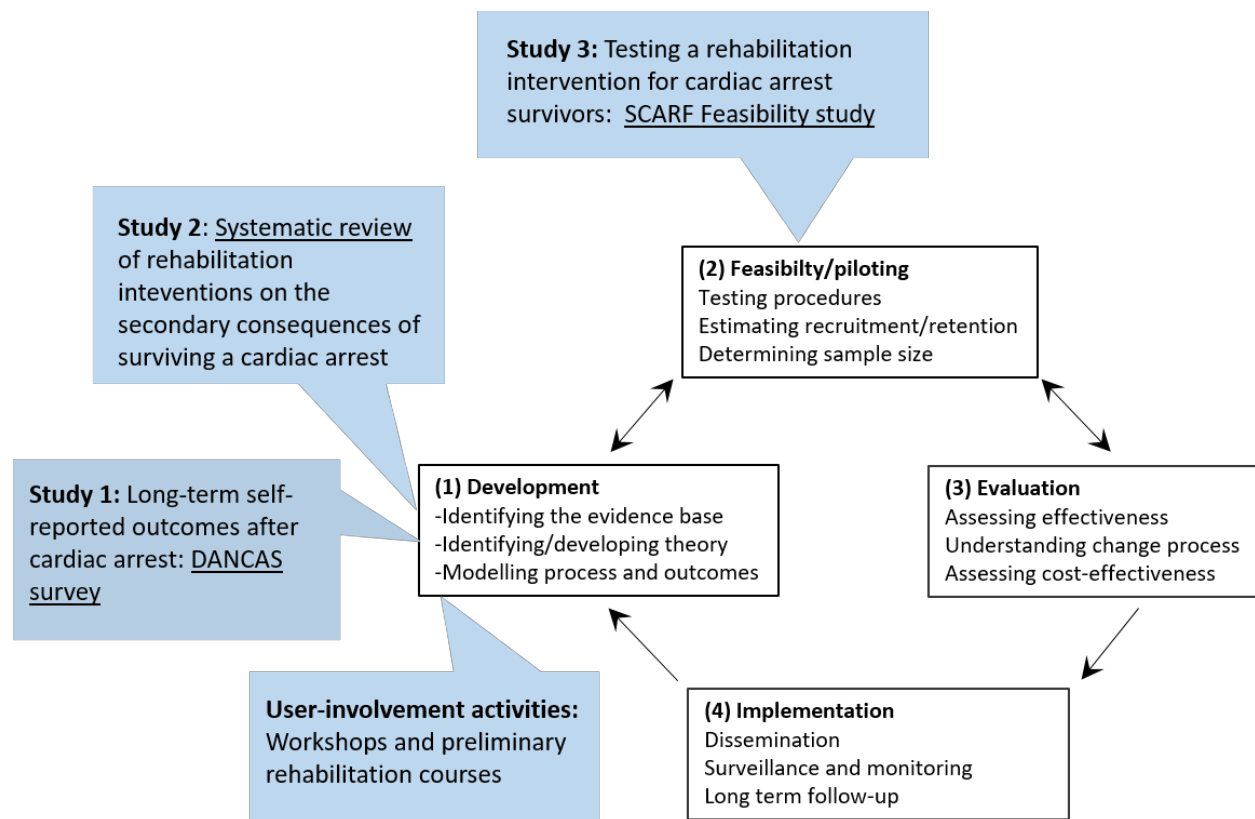 Study 3: Testing a rehabilitation
intervention for cardiac arrest
survivors: SCARF Feasibility study
Study 2: Systematic review
of rehabilitation
inteventions on the
secondary consequences of
surviving a cardiac arrest
(2) Feasibilty/piloting
Testing procedures
Estimating recruitment/retention
Determining sample size
Study 1: Long-term self-
reported outcomes after
cardiac arrest: DANCAS
survey
(1) Development
-Identifying the evidence base
-Identifying/developing theory
-Modelling process and outcomes
(3) Evaluation
Assessing effectiveness
Understanding change process
Assessing cost-effectiveness
User-involvement activities:
Workshops and preliminary
rehabilitation courses
(4) Implementation
Dissemination
Surveillance and monitoring
Long term follow-up